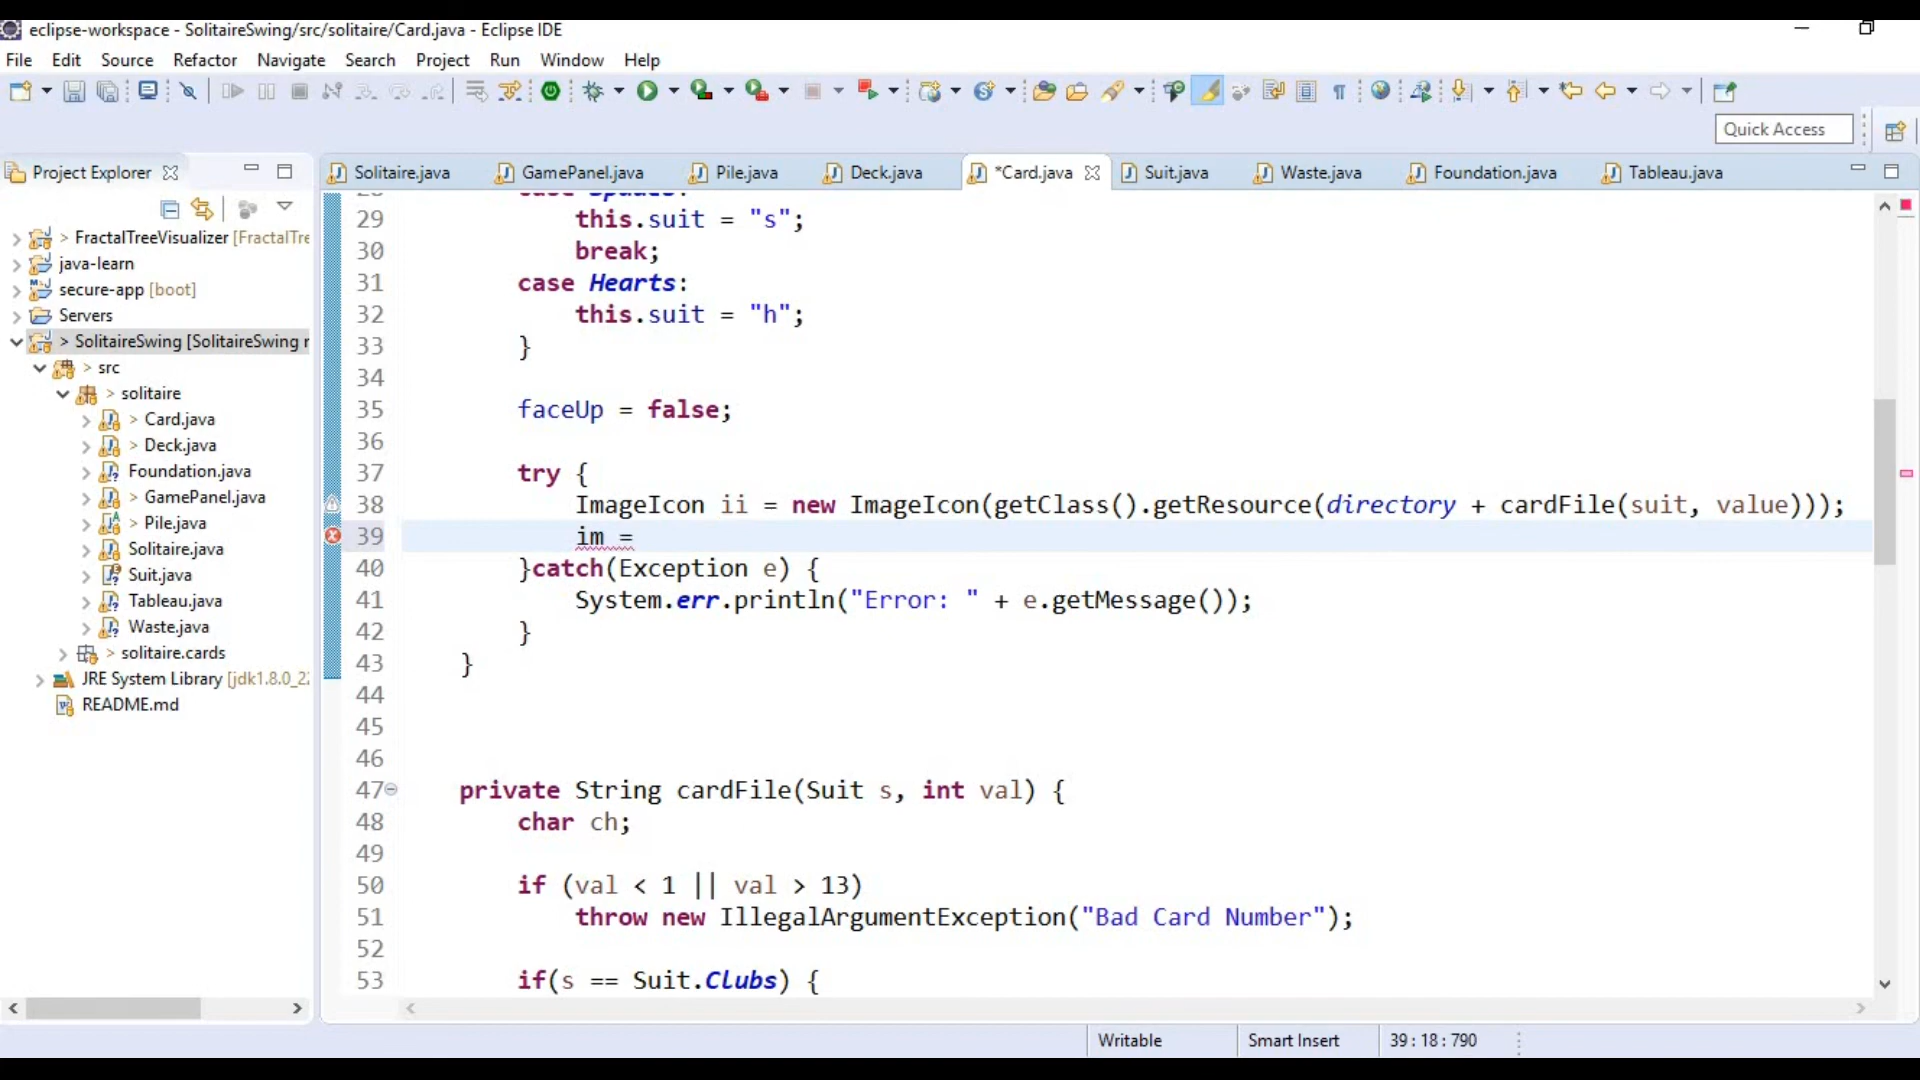 eclipse-workspace - SolitaireSwing/src/solitaire/Card.java - Eclipse IDE
File Edit Source Refactor Navigate Search Project Run Window Help
Quick Access
Project Explorer
Solitaire.java GamePanel.java Pile.java Deck.java *Card.java Suit.java Waste.java Foundation.java Tableau.java
> FractalTreeVisualizer [FractalTre
java-learn
secure-app [boot]
Servers
> SolitaireSwing [SolitaireSwing r
> src
> solitaire
> Card.java
> Deck.java
Foundation.java
> GamePanel.java
> Pile.java
Solitaire.java
Suit.java
Tableau.java
Waste.java
> solitaire.cards
JRE System Library [jdk1.8.0_22
README.md
29 this.suit = "s";
30 break;
31 case Hearts:
32 this.suit = "h";
33 }
34
35 faceUp = false;
36
37 try {
38 ImageIcon ii = new ImageIcon(getClass().getResource(directory + cardFile(suit, value)));
39 im =
40 }catch(Exception e) {
41 System.err.println("Error: " + e.getMessage());
42 }
43 }
44
45
46
47 private String cardFile(Suit s, int val) {
48 char ch;
49
50 if (val < 1 || val > 13)
51 throw new IllegalArgumentException("Bad Card Number");
52
53 if(s == Suit.Clubs) {
Writable Smart Insert 39 : 18 : 790